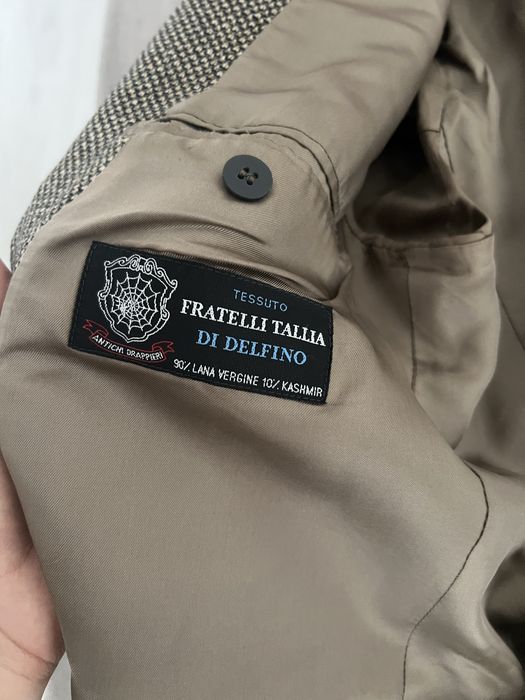 TESSUTO
FRATELLI TALLIA
DI DELFINO
ANTICHI DRAPPIERI
90% LANA VERGINE 10% KASHMIR